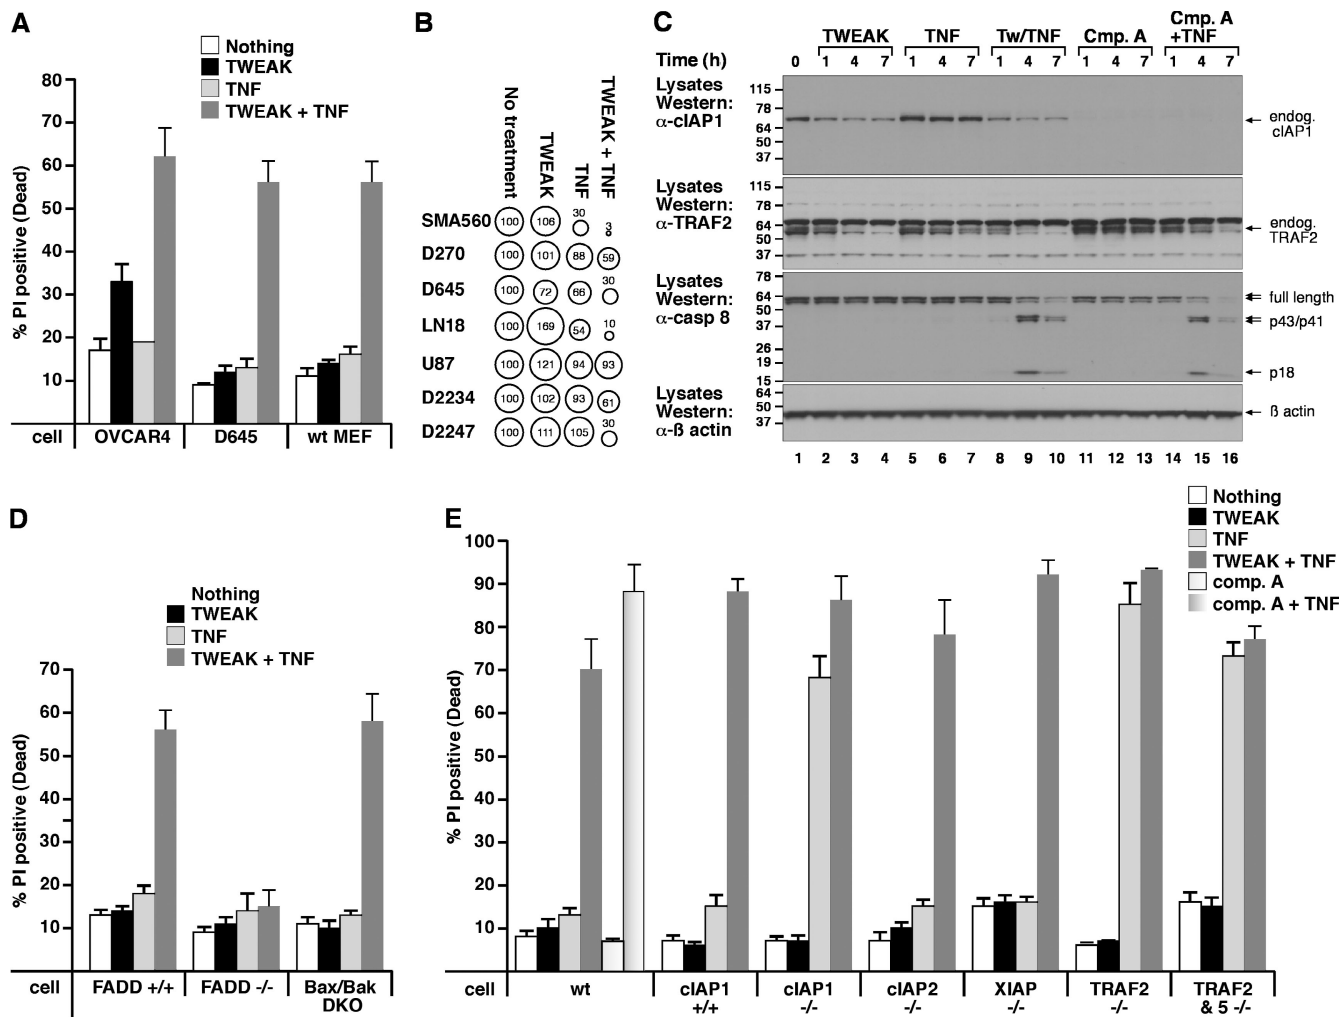 A
Nothing
TWEAK
TNF
TWEAK + TNF
% PI positive (Dead)
80
70
60
50
40
30
20
10
cell
OVCAR4
D645
wt MEF
B
No treatment
TWEAK
TNF
TWEAK + TNF
SMA560 100 106 30 3
D270 100 101 88 59
D645 100 72 66 30
LN18 100 169 54 10
U87 100 121 94 93
D2234 100 102 93 61
D2247 100 111 105 30
C
TWEAK TNF Tw/TNF Cmp. A Cmp. A +TNF
Time (h) 0 1 4 7 1 4 7 1 4 7 1 4 7 1 4 7
Lysates
Western:
α-cIAP1
115
78
64
50
37
endog.
cIAP1
Lysates
Western:
α-TRAF2
115
78
64
50
37
endog.
TRAF2
Lysates
Western:
α-casp 8
78
64
50
37
26
19
15
full length
p43/p41
p18
Lysates
Western:
α-ß actin
64
50
37
ß actin
1 2 3 4 5 6 7 8 9 10 11 12 13 14 15 16
D
Nothing
TWEAK
TNF
TWEAK + TNF
% PI positive (Dead)
70
60
50
40
30
20
10
cell
FADD +/+
FADD -/-
Bax/Bak
DKO
E
Nothing
TWEAK
TNF
TWEAK + TNF
comp. A
comp. A + TNF
% PI positive (Dead)
100
90
80
70
60
50
40
30
20
10
cell
wt
cIAP1
+/+
cIAP1
-/-
cIAP2
-/-
XIAP
-/-
TRAF2
-/-
TRAF2
& 5 -/-